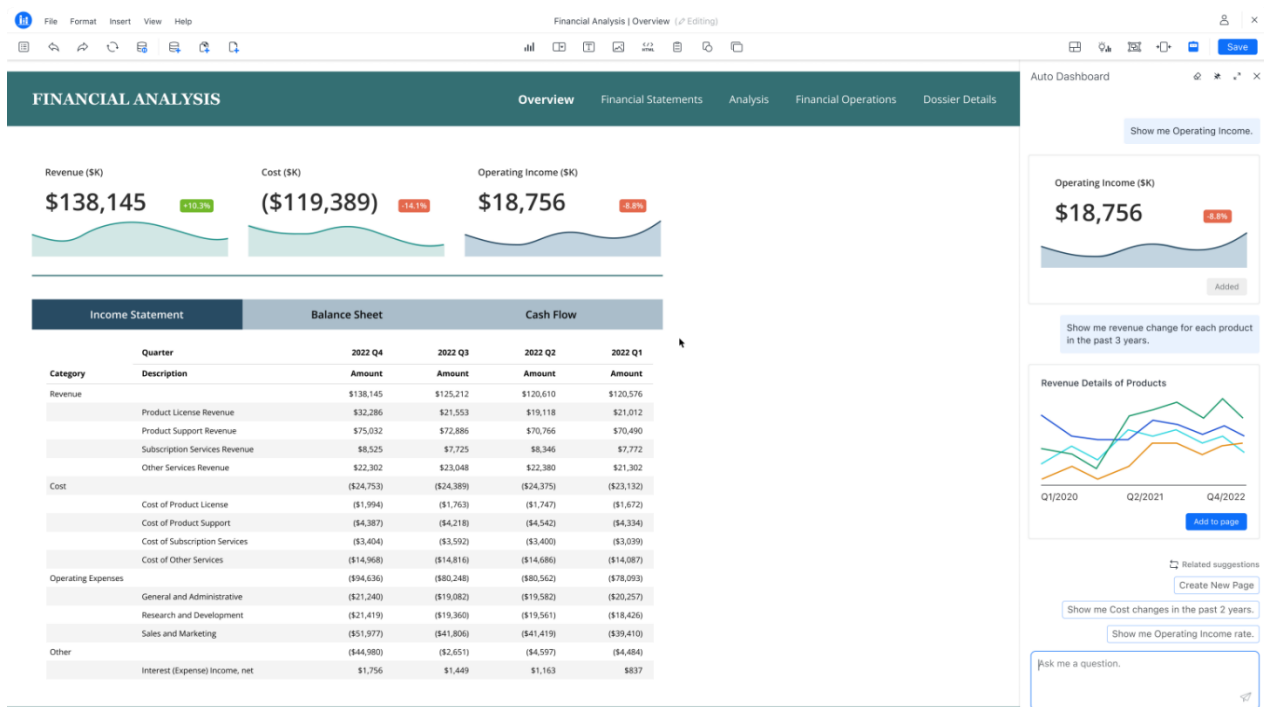 File Format Insert View Help
Financial Analysis | Overview (Editing)
HTML
Save
FINANCIAL ANALYSIS
Overview Financial Statements Analysis Financial Operations Dossier Details
Revenue ($K) Cost ($K) Operating Income ($K)
$138,145 +10.3% ($119,389) -14.1% $18,756 -8.8%
Income Statement Balance Sheet Cash Flow
Quarter 2022 Q4 2022 Q3 2022 Q2 2022 Q1
Category Description Amount Amount Amount Amount
Revenue $138,145 $125,212 $120,610 $120,576
Product License Revenue $32,286 $21,553 $19,118 $21,012
Product Support Revenue $75,032 $72,886 $70,766 $70,490
Subscription Services Revenue $8,525 $7,725 $8,346 $7,772
Other Services Revenue $22,302 $23,048 $22,380 $21,302
Cost ($24,753) ($24,389) ($24,375) ($23,132)
Cost of Product License ($1,994) ($1,763) ($1,747) ($1,672)
Cost of Product Support ($4,387) ($4,218) ($4,542) ($4,334)
Cost of Subscription Services ($3,404) ($3,592) ($3,400) ($3,039)
Cost of Other Services ($14,968) ($14,816) ($14,686) ($14,087)
Operating Expenses ($94,636) ($80,248) ($80,562) ($78,093)
General and Administrative ($21,240) ($19,082) ($19,582) ($20,257)
Research and Development ($21,419) ($19,360) ($19,561) ($18,426)
Sales and Marketing ($51,977) ($41,806) ($41,419) ($39,410)
Other ($44,980) ($2,651) ($4,597) ($4,484)
Interest (Expense) Income, net $1,756 $1,449 $1,163 $837
Auto Dashboard
Show me Operating Income.
Operating Income ($K)
$18,756 -8.8%
Added
Show me revenue change for each product
in the past 3 years.
Revenue Details of Products
Q1/2020 Q2/2021 Q4/2022
Add to page
Related suggestions
Create New Page
Show me Cost changes in the past 2 years.
Show me Operating Income rate.
Ask me a question.